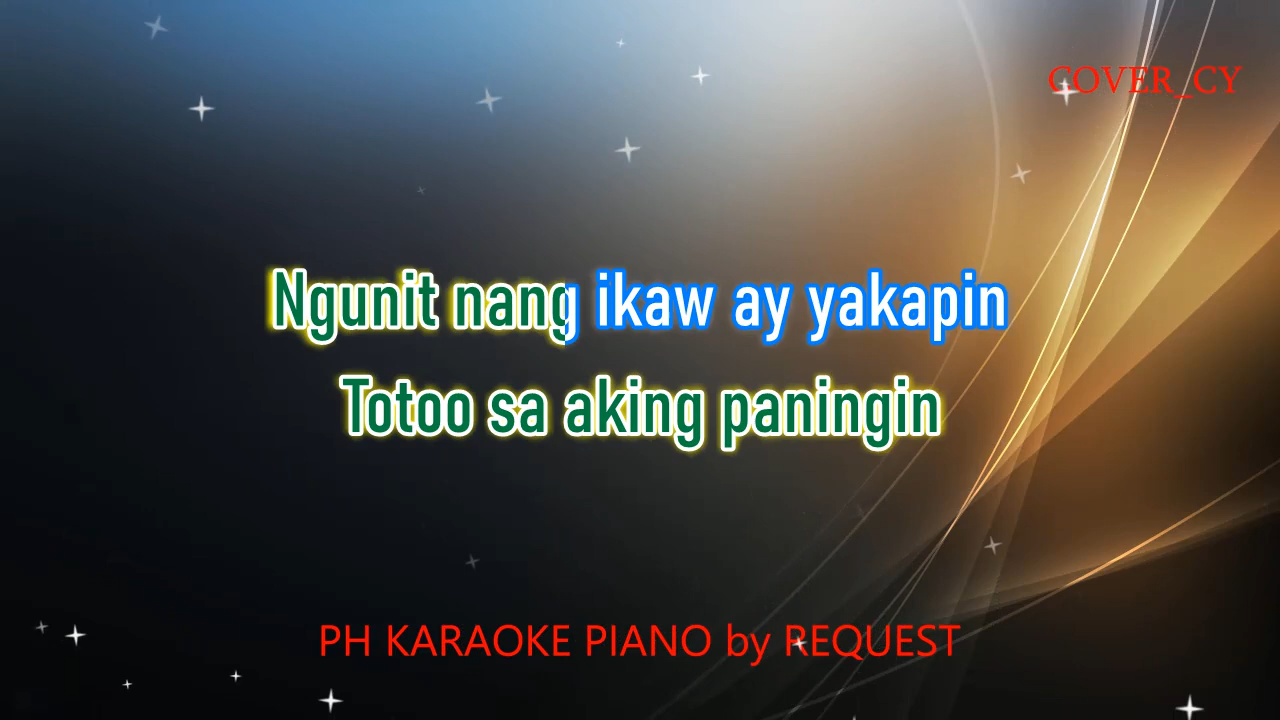 COVER_CY
Ngunit nang ikaw ay yakapin
Totoo sa aking paningin
PH KARAOKE PIANO by REQUEST